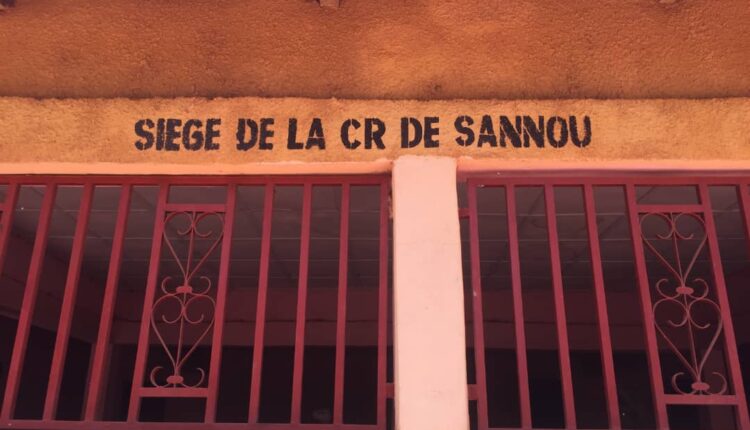 SIEGE DE LA CR DE SANNOU